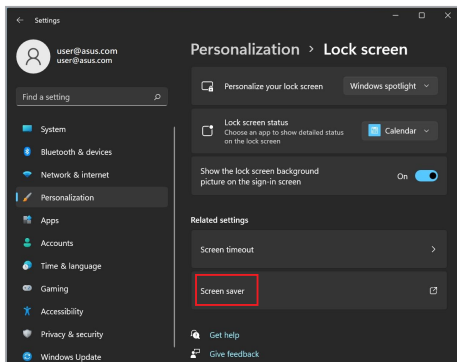 Settings
user@asus.com
user@asus.com
Find a setting
System
Bluetooth & devices
Network & internet
Personalization
Apps
Accounts
Time & language
Gaming
Accessibility
Privacy & security
Windows Update
Personalization > Lock screen
Personalize your lock screen
Windows spotlight
Lock screen status
Choose an app to show detailed status
on the lock screen
Calendar
Show the lock screen background
picture on the sign-in screen
On
Related settings
Screen timeout
Screen saver
Get help
Give feedback